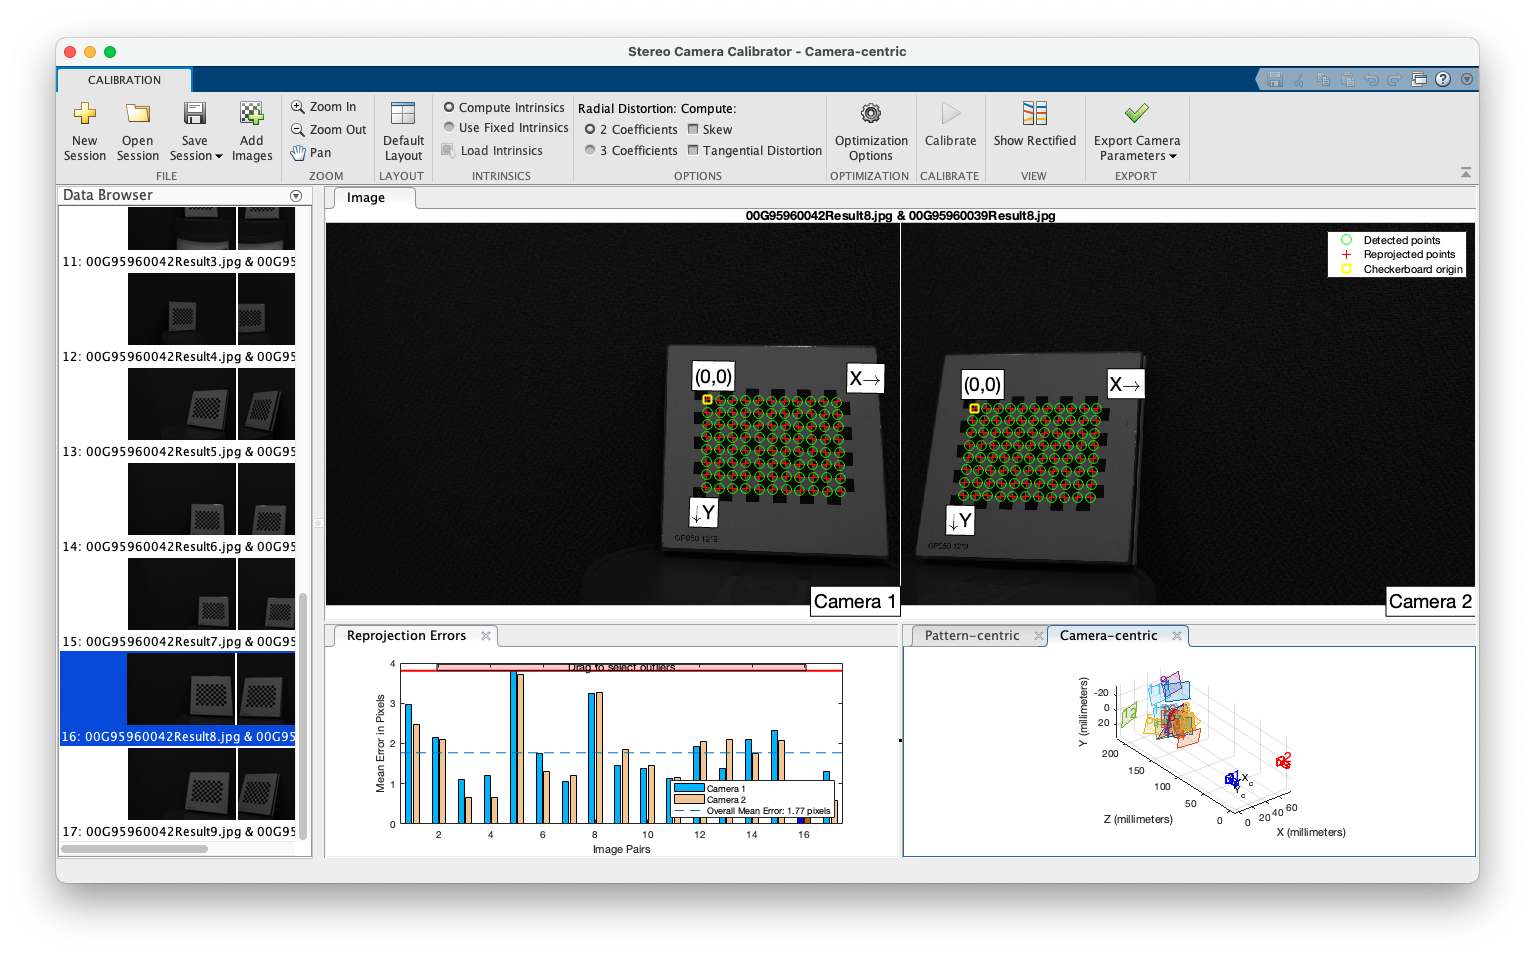 Stereo Camera Calibrator - Camera-centric
CALIBRATION
New Session
Open Session
Save Session
Add Images
FILE
Zoom In
Zoom Out
Pan
ZOOM
Default Layout
LAYOUT
Compute Intrinsics
Use Fixed Intrinsics
Load Intrinsics
INTRINSICS
Radial Distortion: Compute:
2 Coefficients
Skew
3 Coefficients
Tangential Distortion
OPTIONS
Optimization Options
OPTIMIZATION
Calibrate
CALIBRATE
Show Rectified
VIEW
Export Camera Parameters
EXPORT
Data Browser
11: 00G95960042Result3.jpg & 00G95
12: 00G95960042Result4.jpg & 00G95
13: 00G95960042Result5.jpg & 00G95
14: 00G95960042Result6.jpg & 00G95
15: 00G95960042Result7.jpg & 00G95
16: 00G95960042Result8.jpg & 00G95
17: 00G95960042Result9.jpg & 00G95
Image
00G95960042Result8.jpg & 00G95960039Result8.jpg
Detected points
Reprojected points
Checkerboard origin
(0,0)
X→
↓Y
GP050 12*9
Camera 1
(0,0)
X→
↓Y
GP050 12*9
Camera 2
Reprojection Errors
Drag to select outliers
Mean Error in Pixels
4
3
2
1
0
Camera 1
Camera 2
Overall Mean Error: 1.77 pixels
2 4 6 8 10 12 14 16
Image Pairs
Pattern-centric
Camera-centric
Y (millimeters)
-20
0
20
200
150
100
50
0
Z (millimeters)
0 20 40 60
X (millimeters)
12